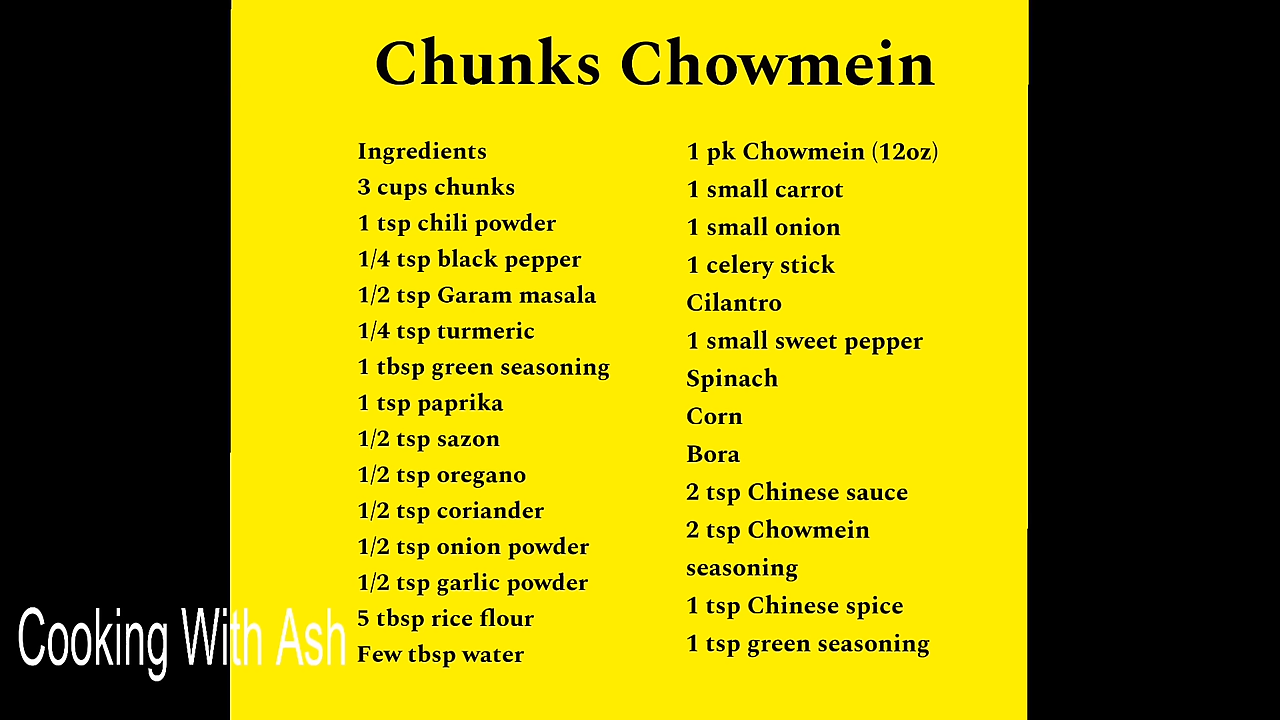 Chunks Chowmein
Ingredients
3 cups chunks
1 tsp chili powder
1/4 tsp black pepper
1/2 tsp Garam masala
1/4 tsp turmeric
1 tbsp green seasoning
1 tsp paprika
1/2 tsp sazon
1/2 tsp oregano
1/2 tsp coriander
1/2 tsp onion powder
1/2 tsp garlic powder
5 tbsp rice flour
Few tbsp water
1 pk Chowmein (12oz)
1 small carrot
1 small onion
1 celery stick
Cilantro
1 small sweet pepper
Spinach
Corn
Bora
2 tsp Chinese sauce
2 tsp Chowmein
seasoning
1 tsp Chinese spice
1 tsp green seasoning
Cooking With Ash